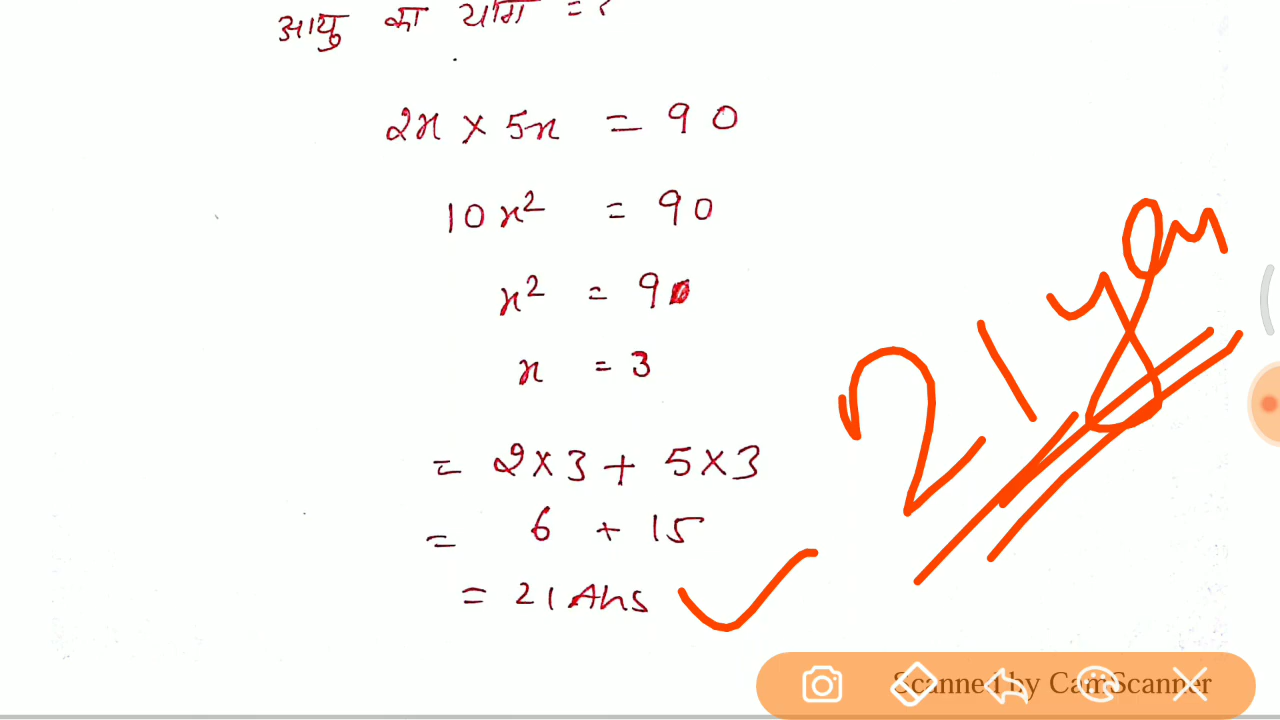 आयु का योग = ?
2x × 5x = 90
10x² = 90
x² = 9
x = 3
= 2×3 + 5×3
= 6 + 15
= 21 Ans
21 year
Scanned by CamScanner